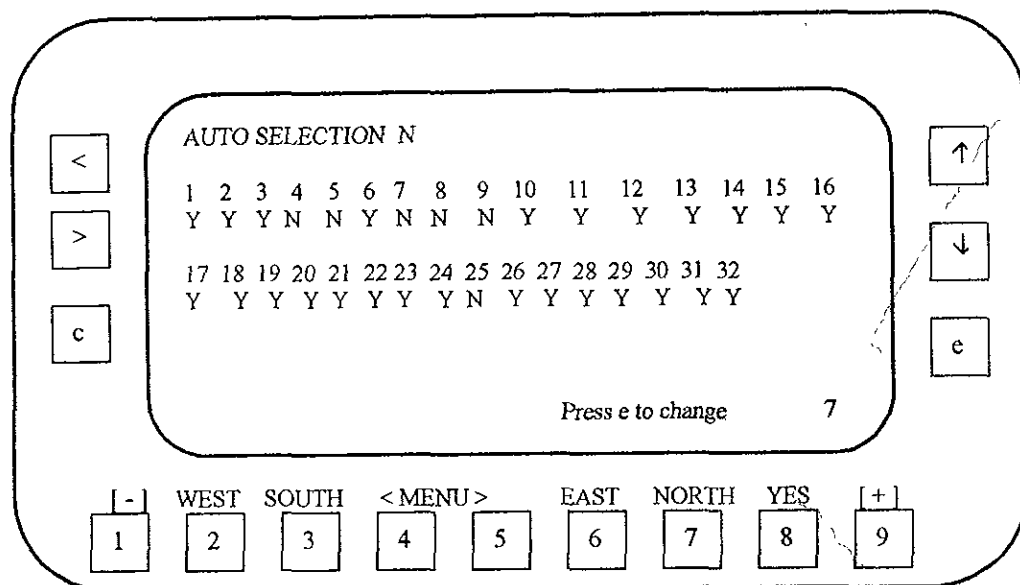 AUTO SELECTION N
< ↑
1 2 3 4 5 6 7 8 9 10 11 12 13 14 15 16
Y Y Y N N Y N N N Y Y Y Y Y Y Y
> ↓
17 18 19 20 21 22 23 24 25 26 27 28 29 30 31 32
Y Y Y Y Y Y Y Y N Y Y Y Y Y Y Y
c e
Press e to change 7
[-] WEST SOUTH < MENU > EAST NORTH YES [+]
1 2 3 4 5 6 7 8 9